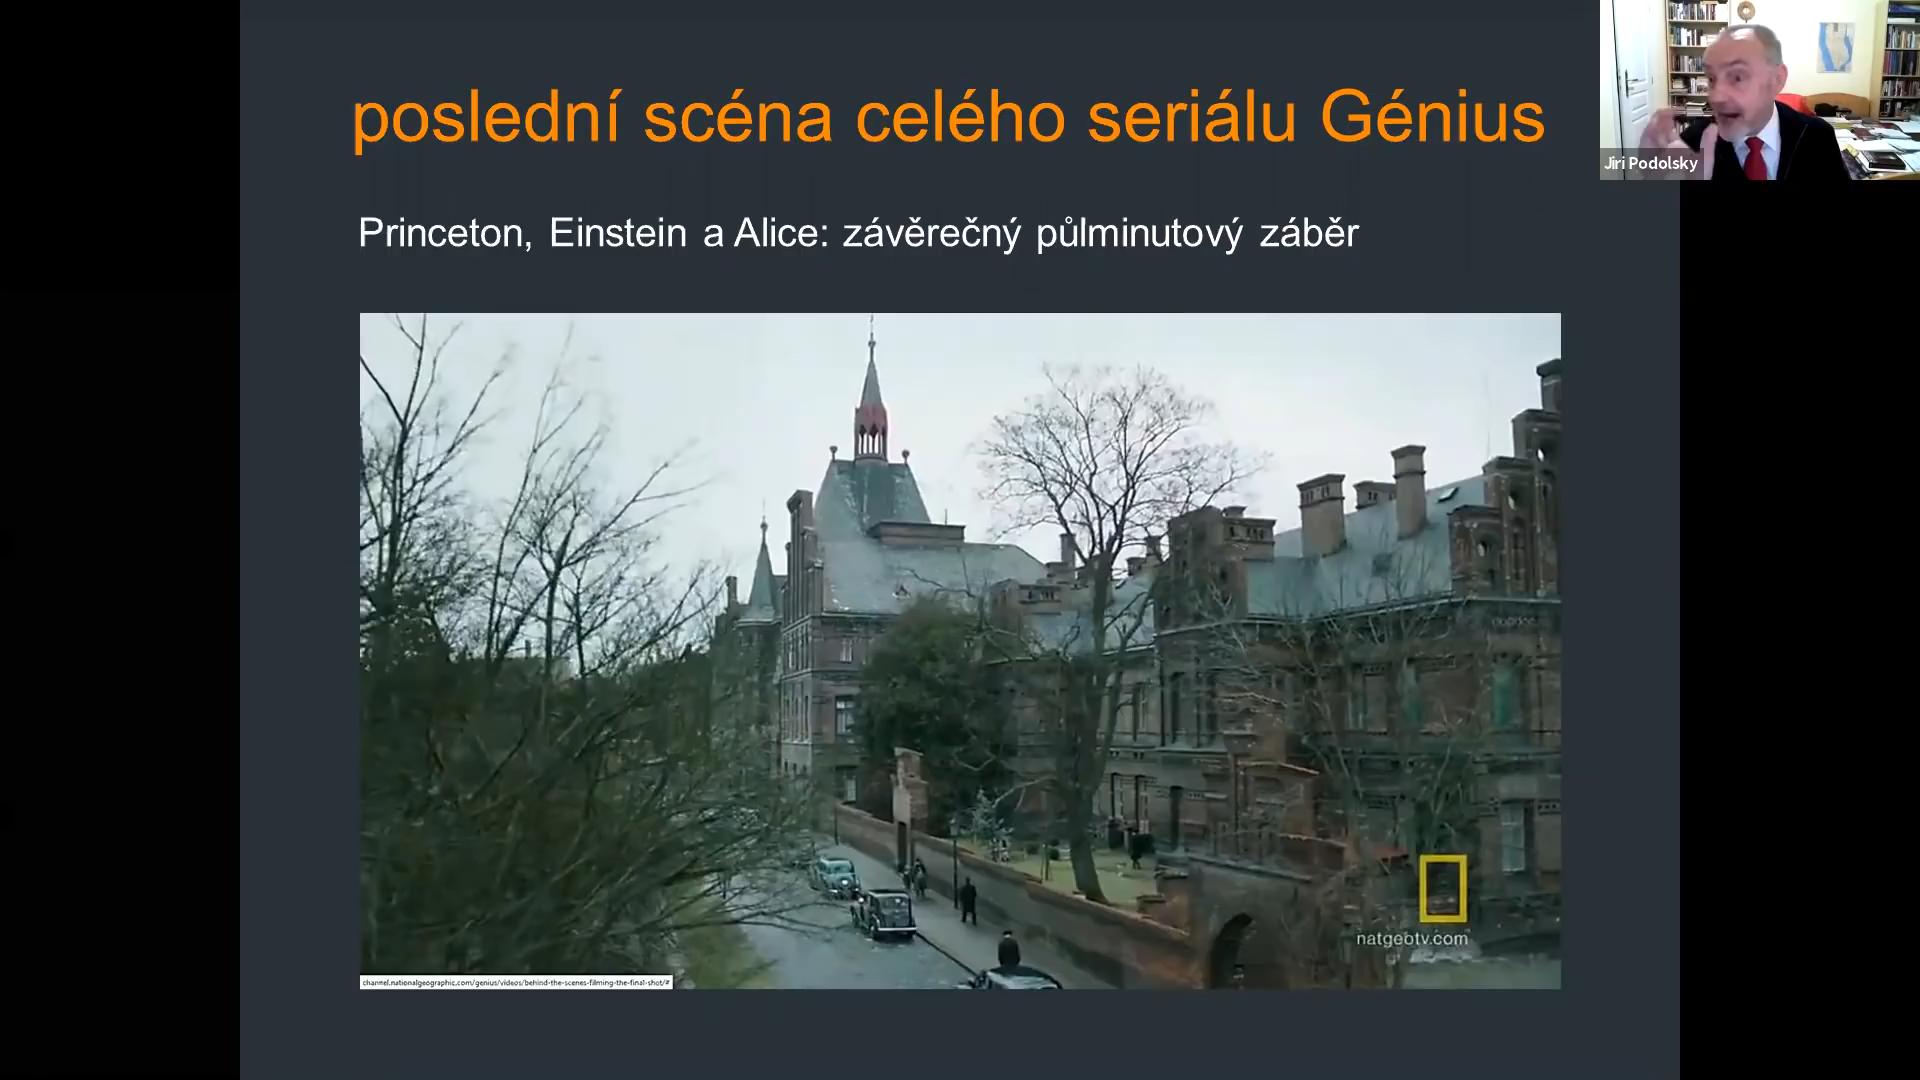 poslední scéna celého seriálu Génius
Jiri Podolsky
Princeton, Einstein a Alice: závěrečný půlminutový záběr
natgeotv.com
channel.nationalgeographic.com/genius/videos/behind-the-scenes-filming-the-final-shot/#